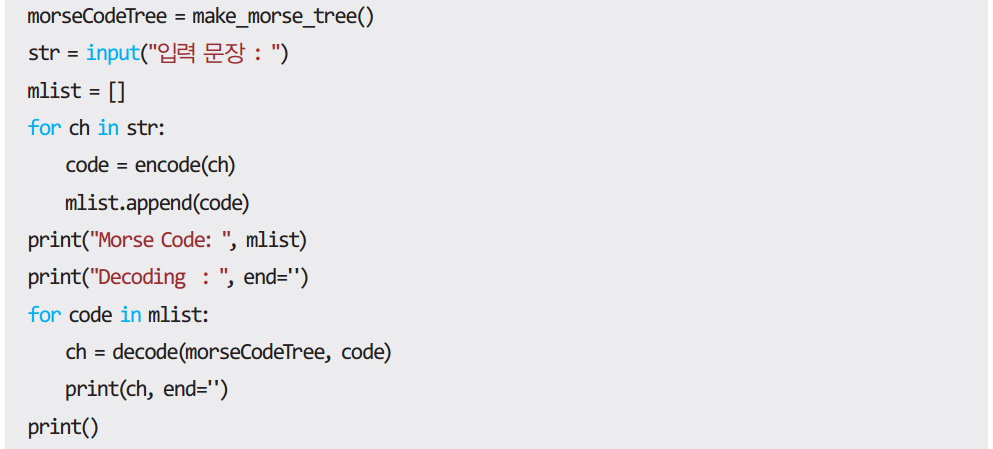 morseCodeTree = make_morse_tree()
str = input("입력 문장 : ")
mlist = []
for ch in str:
    code = encode(ch)
    mlist.append(code)
print("Morse Code: ", mlist)
print("Decoding  : ", end='')
for code in mlist:
    ch = decode(morseCodeTree, code)
    print(ch, end='')
print()